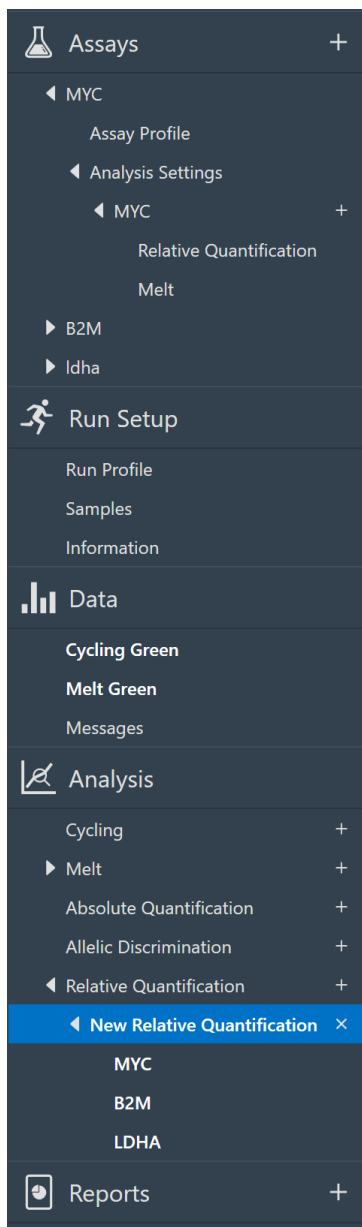 Assays +
MYC
Assay Profile
Analysis Settings
MYC +
Relative Quantification
Melt
B2M
ldha
Run Setup
Run Profile
Samples
Information
Data
Cycling Green
Melt Green
Messages
Analysis
Cycling +
Melt +
Absolute Quantification +
Allelic Discrimination +
Relative Quantification +
New Relative Quantification ×
MYC
B2M
LDHA
Reports +